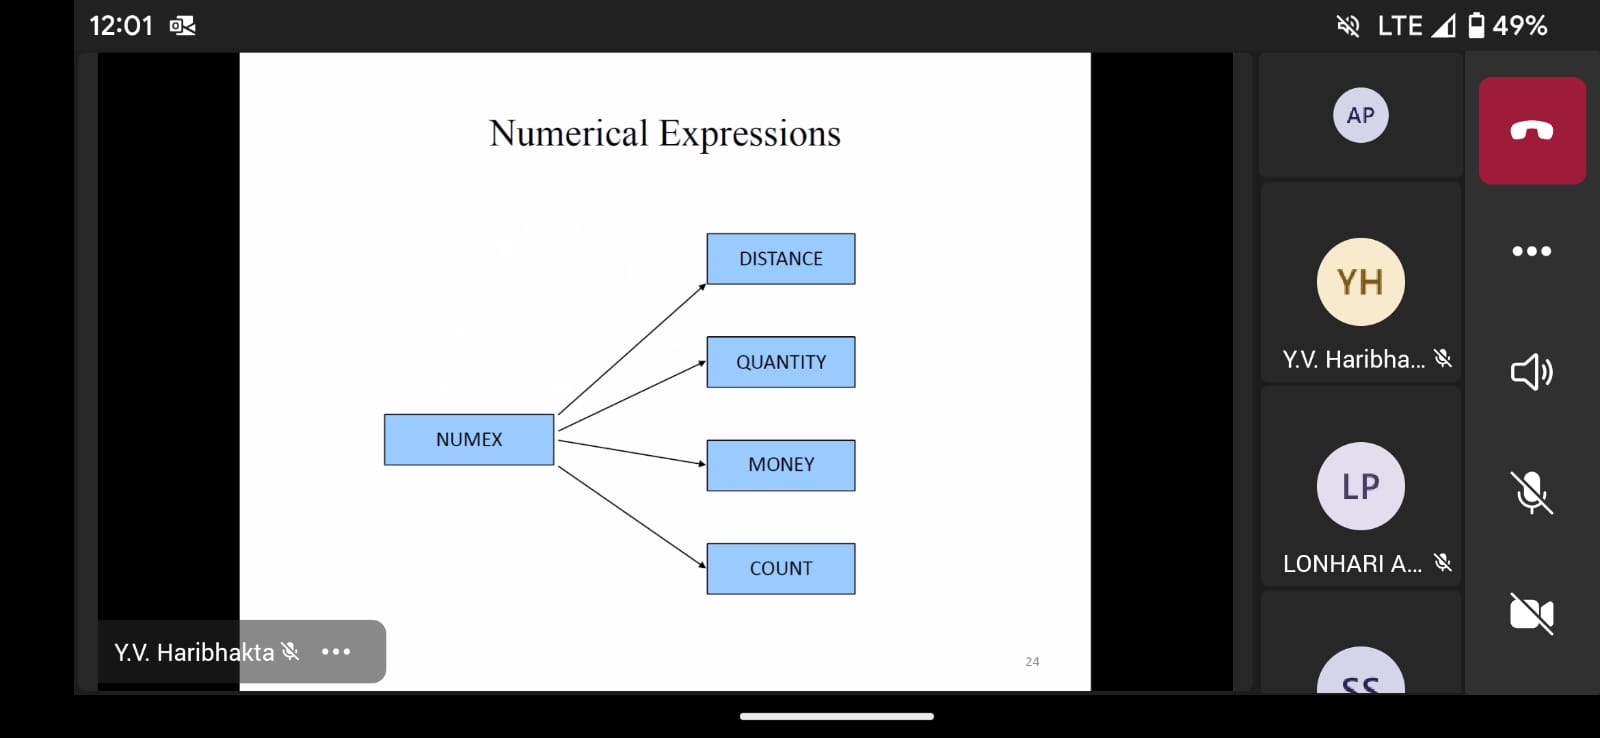 12:01
LTE 49%
Numerical Expressions
DISTANCE
QUANTITY
NUMEX
MONEY
COUNT
24
Y.V. Haribhakta
AP
YH
Y.V. Haribha...
LP
LONHARI A...
SS